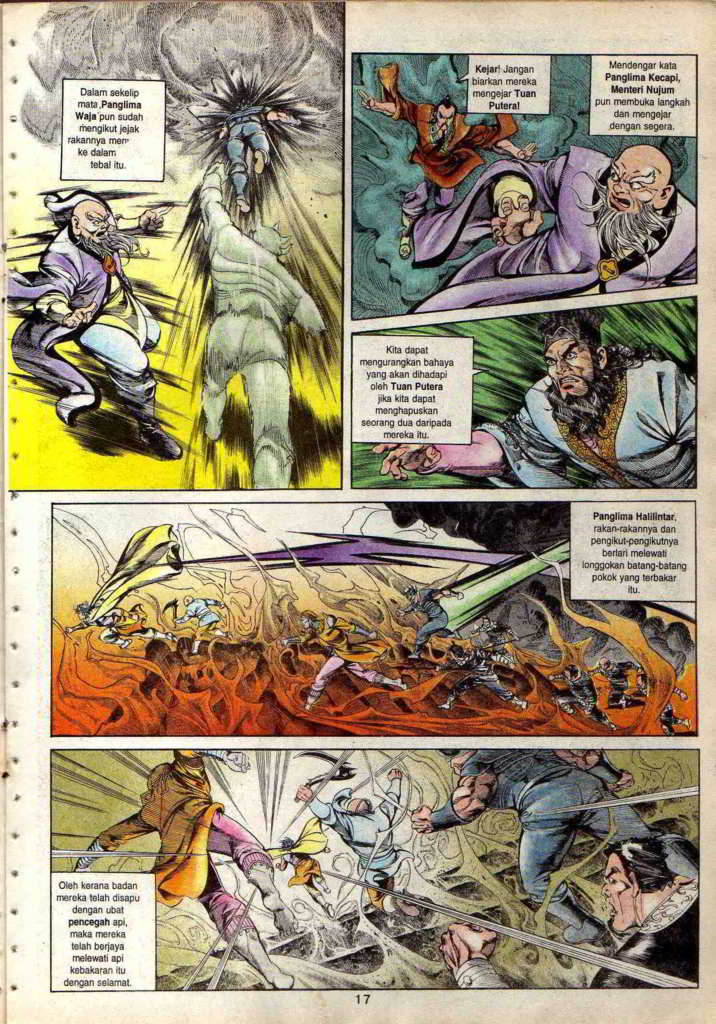 Dalam sekelip
mata, Panglima
Waja pun sudah
mengikut jejak
rakannya
ke dalam
tebal itu.
Kejar! Jangan
biarkan mereka
mengejar Tuan
Putera!
Mendengar kata
Panglima Kecapi,
Menteri Nujum
pun membuka langkah
dan mengejar
dengan segera.
Kita dapat
mengurangkan bahaya
yang akan dihadapi
oleh Tuan Putera
jika kita dapat
menghapuskan
seorang dua daripada
mereka itu.
Panglima Halilintar,
rakan-rakannya dan
pengikut-pengikutnya
berlari melewati
longgokan batang-batang
pokok yang terbakar
itu.
Oleh kerana badan
mereka telah disapu
dengan ubat
pencegah api,
maka mereka
telah berjaya
melewati api
kebakaran itu
dengan selamat.
17